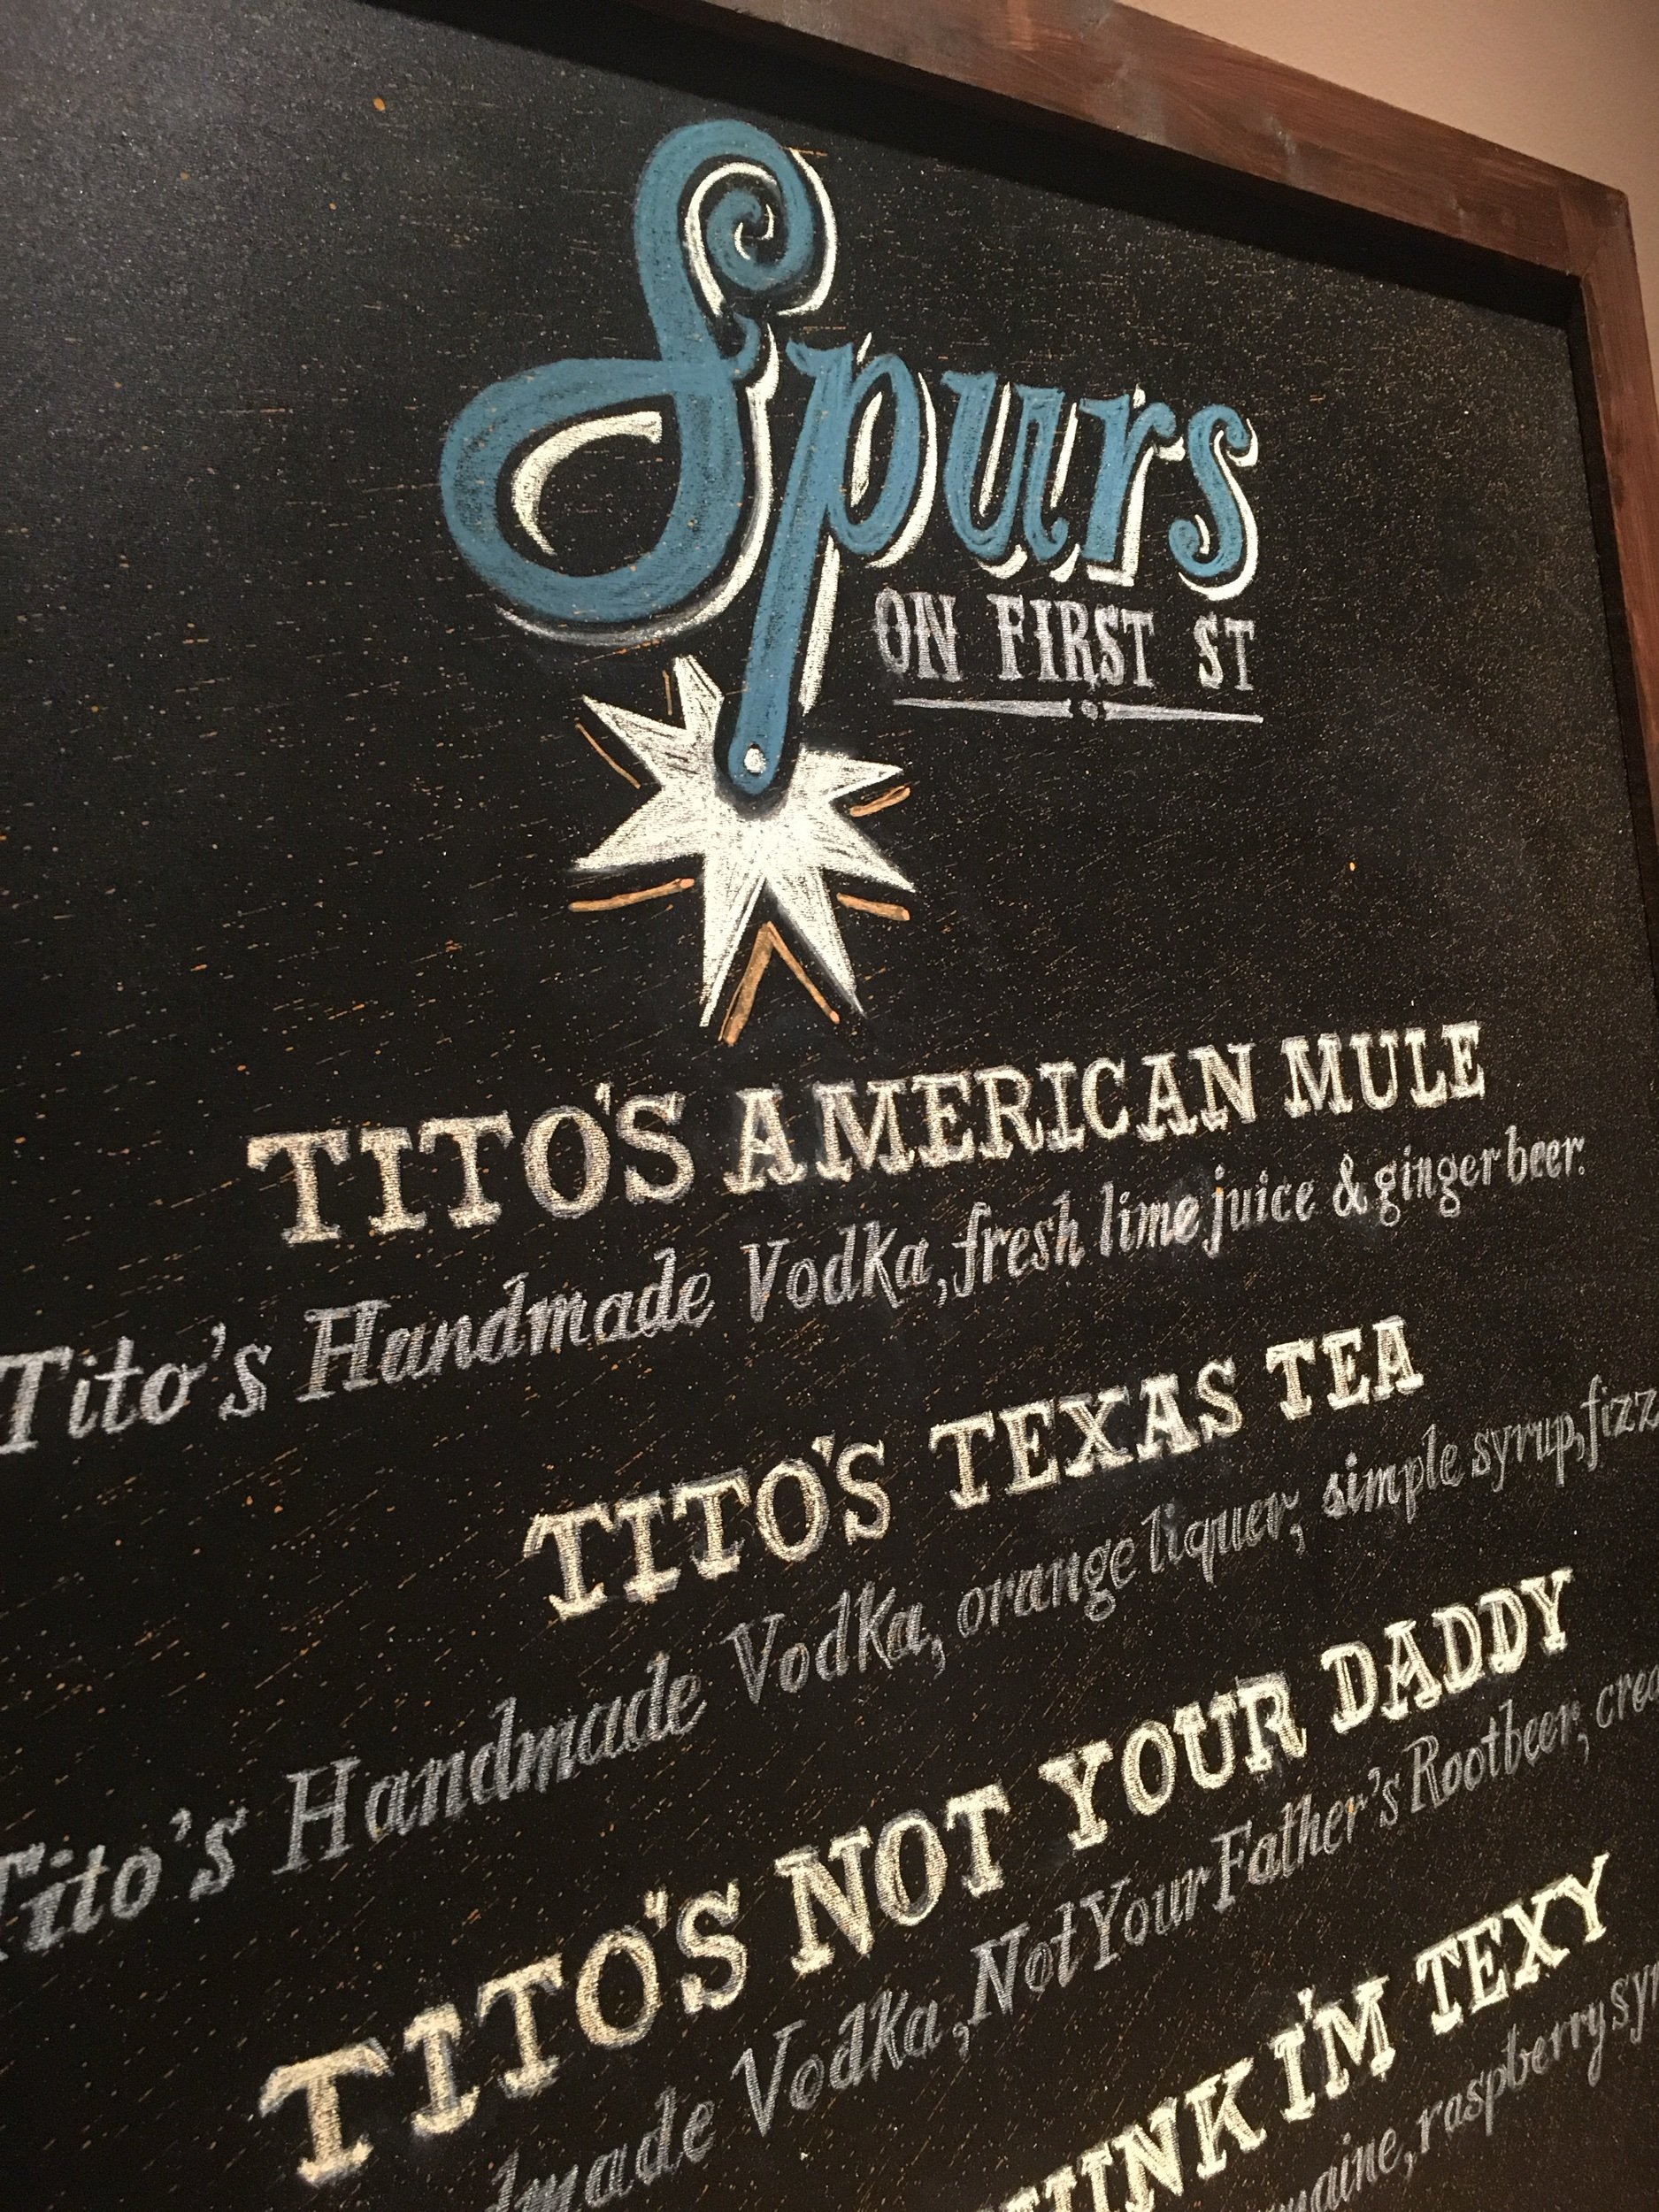 Spurs
ON FIRST ST
TITO'S AMERICAN MULE
Tito's Handmade Vodka, fresh lime juice & ginger beer.
TITO'S TEXAS TEA
Tito's Handmade Vodka, orange liquer, simple syrup, fizz
TITO'S NOT YOUR DADDY
Vodka, Not Your Father's Rootbeer,
I'M TEXY
raspberry